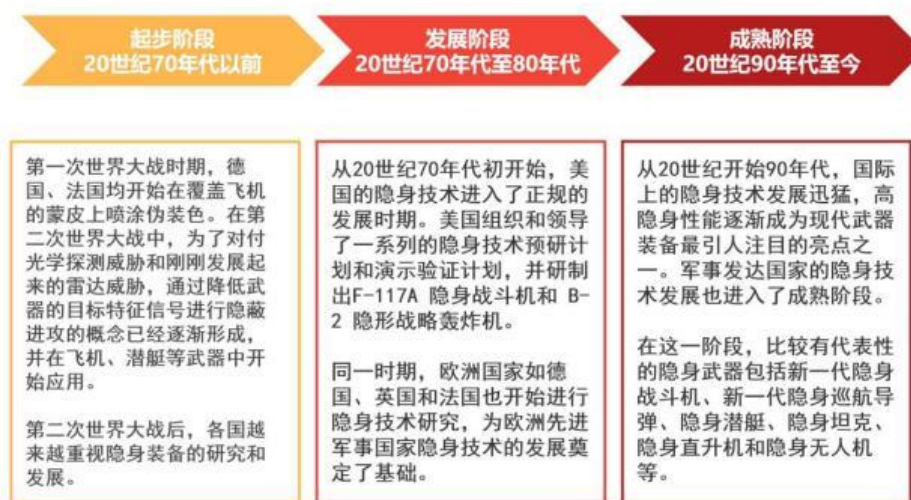 起步阶段
20世纪70年代以前
发展阶段
20世纪70年代至80年代
成熟阶段
20世纪90年代至今
第一次世界大战时期，德
国、法国均开始在覆盖飞机
的蒙皮上喷涂伪装色。在第
二次世界大战中，为了对付
光学探测威胁和刚刚发展起
来的雷达威胁，通过降低武
器的目标特征信号进行隐蔽
进攻的概念已经逐渐形成，
并在飞机、潜艇等武器中开
始应用。
第二次世界大战后，各国越
来越重视隐身装备的研究和
发展。
从20世纪70年代初开始，美
国的隐身技术进入了正规的
发展时期。美国组织和领导
了一系列的隐身技术预研计
划和演示验证计划，并研制
出F-117A 隐身战斗机和 B-
2 隐形战略轰炸机。
同一时期，欧洲国家如德
国、英国和法国也开始进行
隐身技术研究，为欧洲先进
军事国家隐身技术的发展奠
定了基础。
从20世纪开始90年代，国际
上的隐身技术发展迅猛，高
隐身性能逐渐成为现代武器
装备最引人注目的亮点之
一。军事发达国家的隐身技
术发展也进入了成熟阶段。
在这一阶段，比较有代表性
的隐身武器包括新一代隐身
战斗机、新一代隐身巡航导
弹、隐身潜艇、隐身坦克、
隐身直升机和隐身无人机
等。